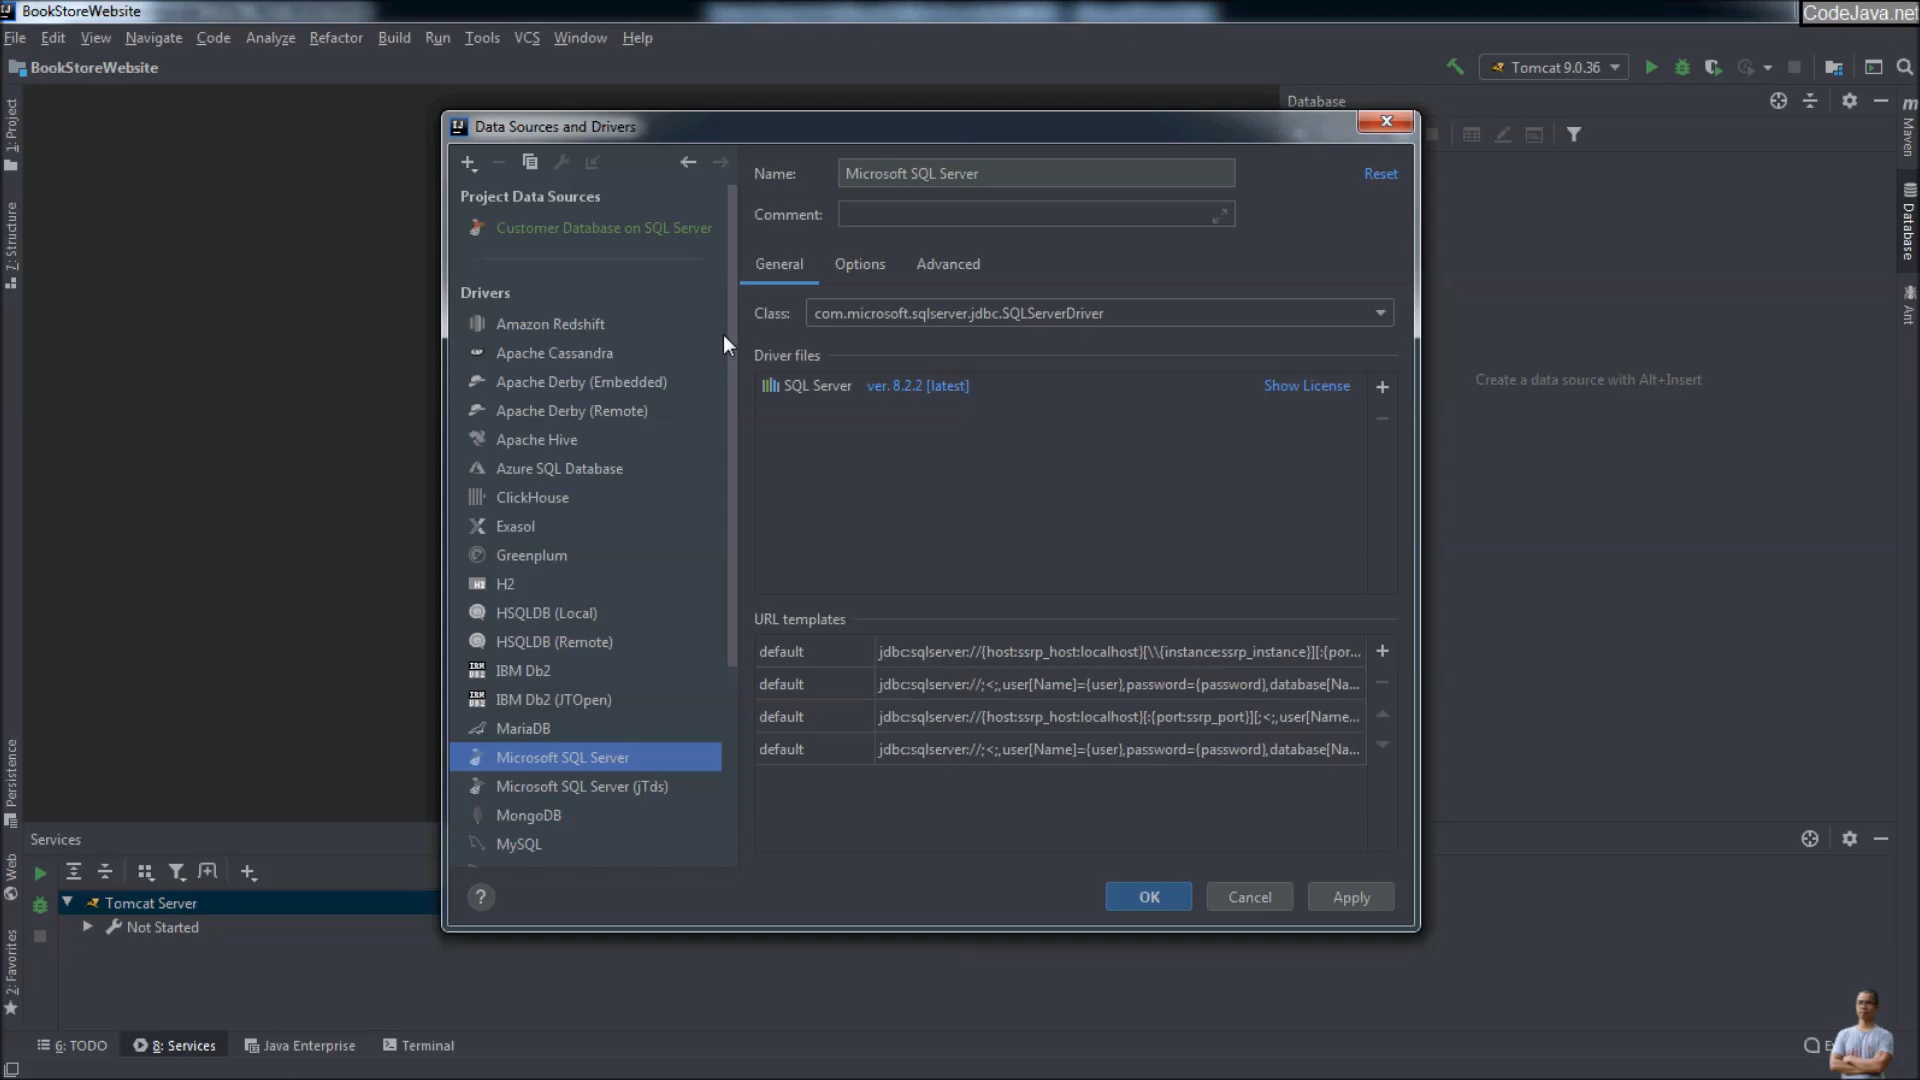 BookStoreWebsite
CodeJava.net
File Edit View Navigate Code Analyze Refactor Build Run Tools VCS Window Help
BookStoreWebsite
Tomcat 9.0.36
1: Project
7: Structure
Persistence
Web
2: Favorites
Data Sources and Drivers
Project Data Sources
Customer Database on SQL Server
Drivers
Amazon Redshift
Apache Cassandra
Apache Derby (Embedded)
Apache Derby (Remote)
Apache Hive
Azure SQL Database
ClickHouse
Exasol
Greenplum
H2
HSQLDB (Local)
HSQLDB (Remote)
IBM Db2
IBM Db2 (JTOpen)
MariaDB
Microsoft SQL Server
Microsoft SQL Server (jTds)
MongoDB
MySQL
Name: Microsoft SQL Server Reset
Comment:
General Options Advanced
Class: com.microsoft.sqlserver.jdbc.SQLServerDriver
Driver files
SQL Server ver. 8.2.2 [latest] Show License
URL templates
default jdbc:sqlserver://{host:ssrp_host:localhost}[\\{instance:ssrp_instance}][:{por...
default jdbc:sqlserver://;<;,user[Name]={user},password={password},database[Na...
default jdbc:sqlserver://{host:ssrp_host:localhost}[:{port:ssrp_port}][;<;,user[Name...
default jdbc:sqlserver://;<;,user[Name]={user},password={password},database[Na...
? OK Cancel Apply
Database
Create a data source with Alt+Insert
m Maven
Database
Ant
Services
Tomcat Server
Not Started
6: TODO 8: Services Java Enterprise Terminal